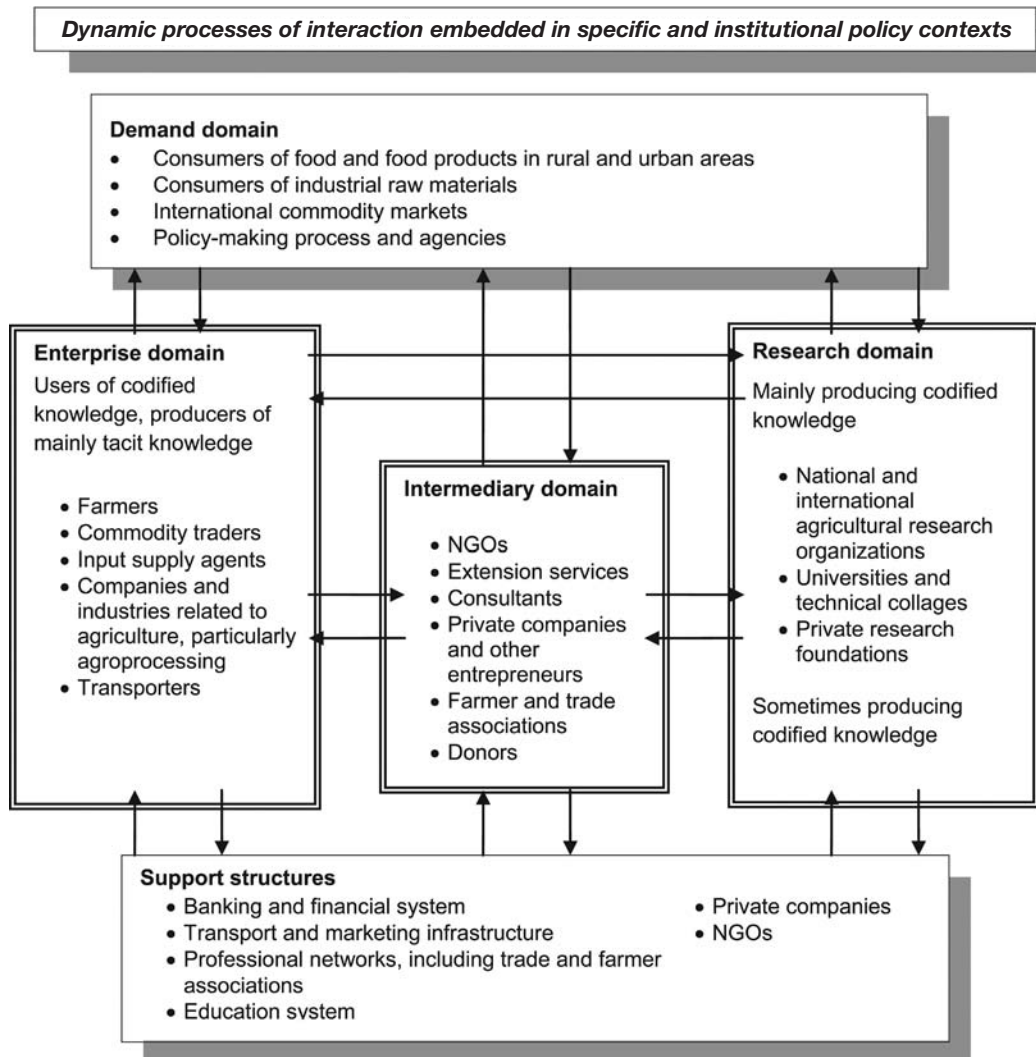 Dynamic processes of interaction embedded in specific and institutional policy contexts
Demand domain
• Consumers of food and food products in rural and urban areas
• Consumers of industrial raw materials
• International commodity markets
• Policy-making process and agencies
Enterprise domain
Users of codified
knowledge, producers of
mainly tacit knowledge
• Farmers
• Commodity traders
• Input supply agents
• Companies and
industries related to
agriculture, particularly
agroprocessing
• Transporters
Intermediary domain
• NGOs
• Extension services
• Consultants
• Private companies
and other
entrepreneurs
• Farmer and trade
associations
• Donors
Research domain
Mainly producing codified
knowledge
• National and
international
agricultural research
organizations
• Universities and
technical collages
• Private research
foundations
Sometimes producing
codified knowledge
Support structures
• Banking and financial system
• Transport and marketing infrastructure
• Professional networks, including trade and farmer
associations
• Education system
• Private companies
• NGOs